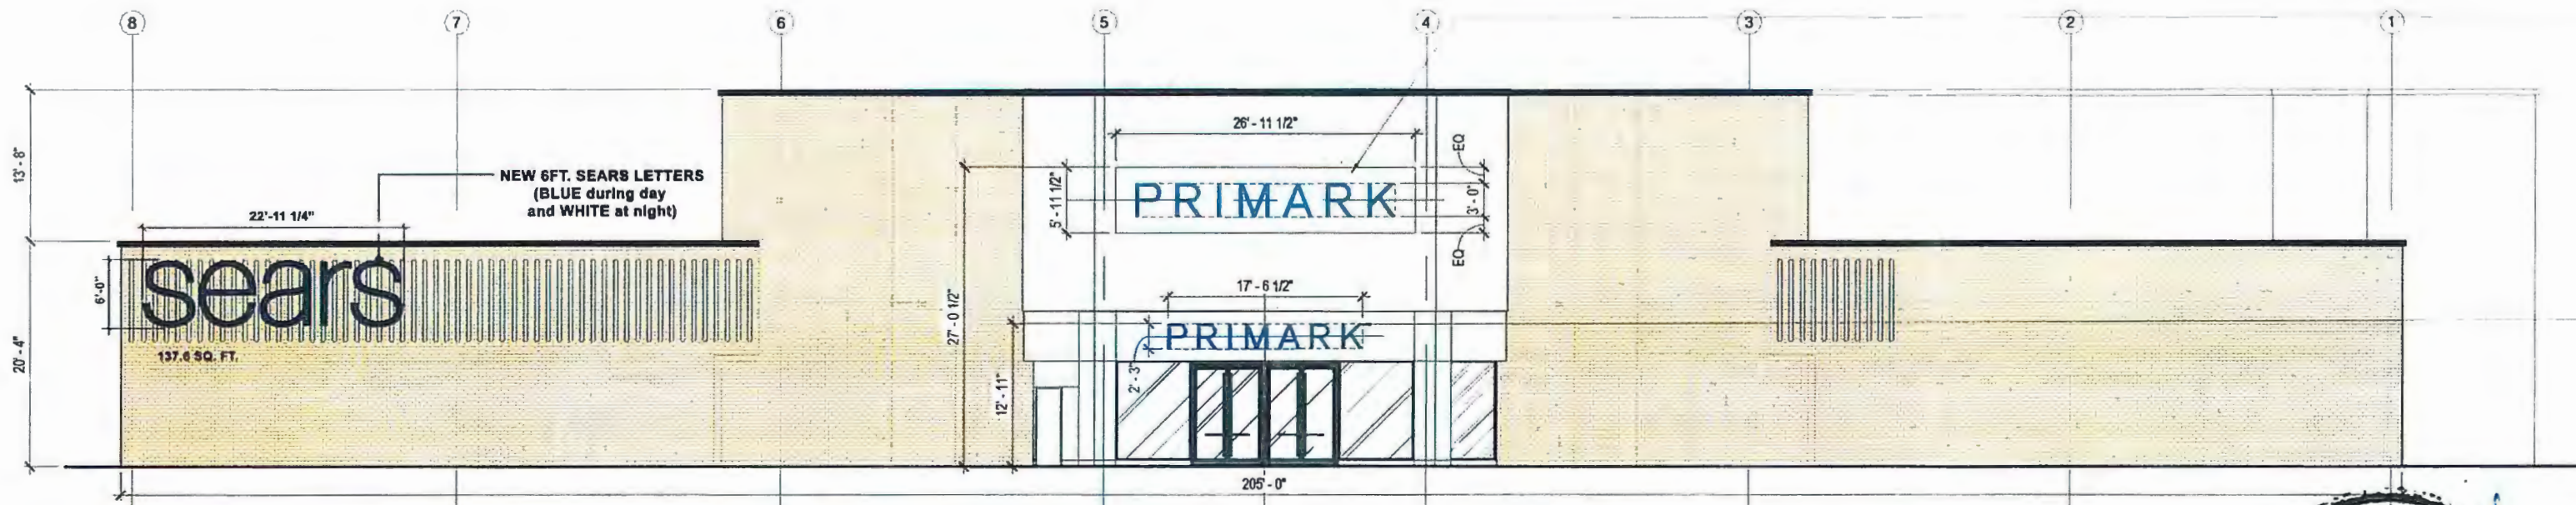 8 7 6 5 4 3 2 1
13' - 8"
26' - 11 1/2"
EQ
NEW 6FT. SEARS LETTERS
(BLUE during day
and WHITE at night)
5' - 11 1/2"
PRIMARK
3' - 0"
22'-11 1/4"
EQ
6'-0"
sears
17' - 6 1/2"
27' - 0 1/2"
PRIMARK
137.6 SQ. FT.
20' - 4"
2' - 3"
12' - 11"
205' - 0"